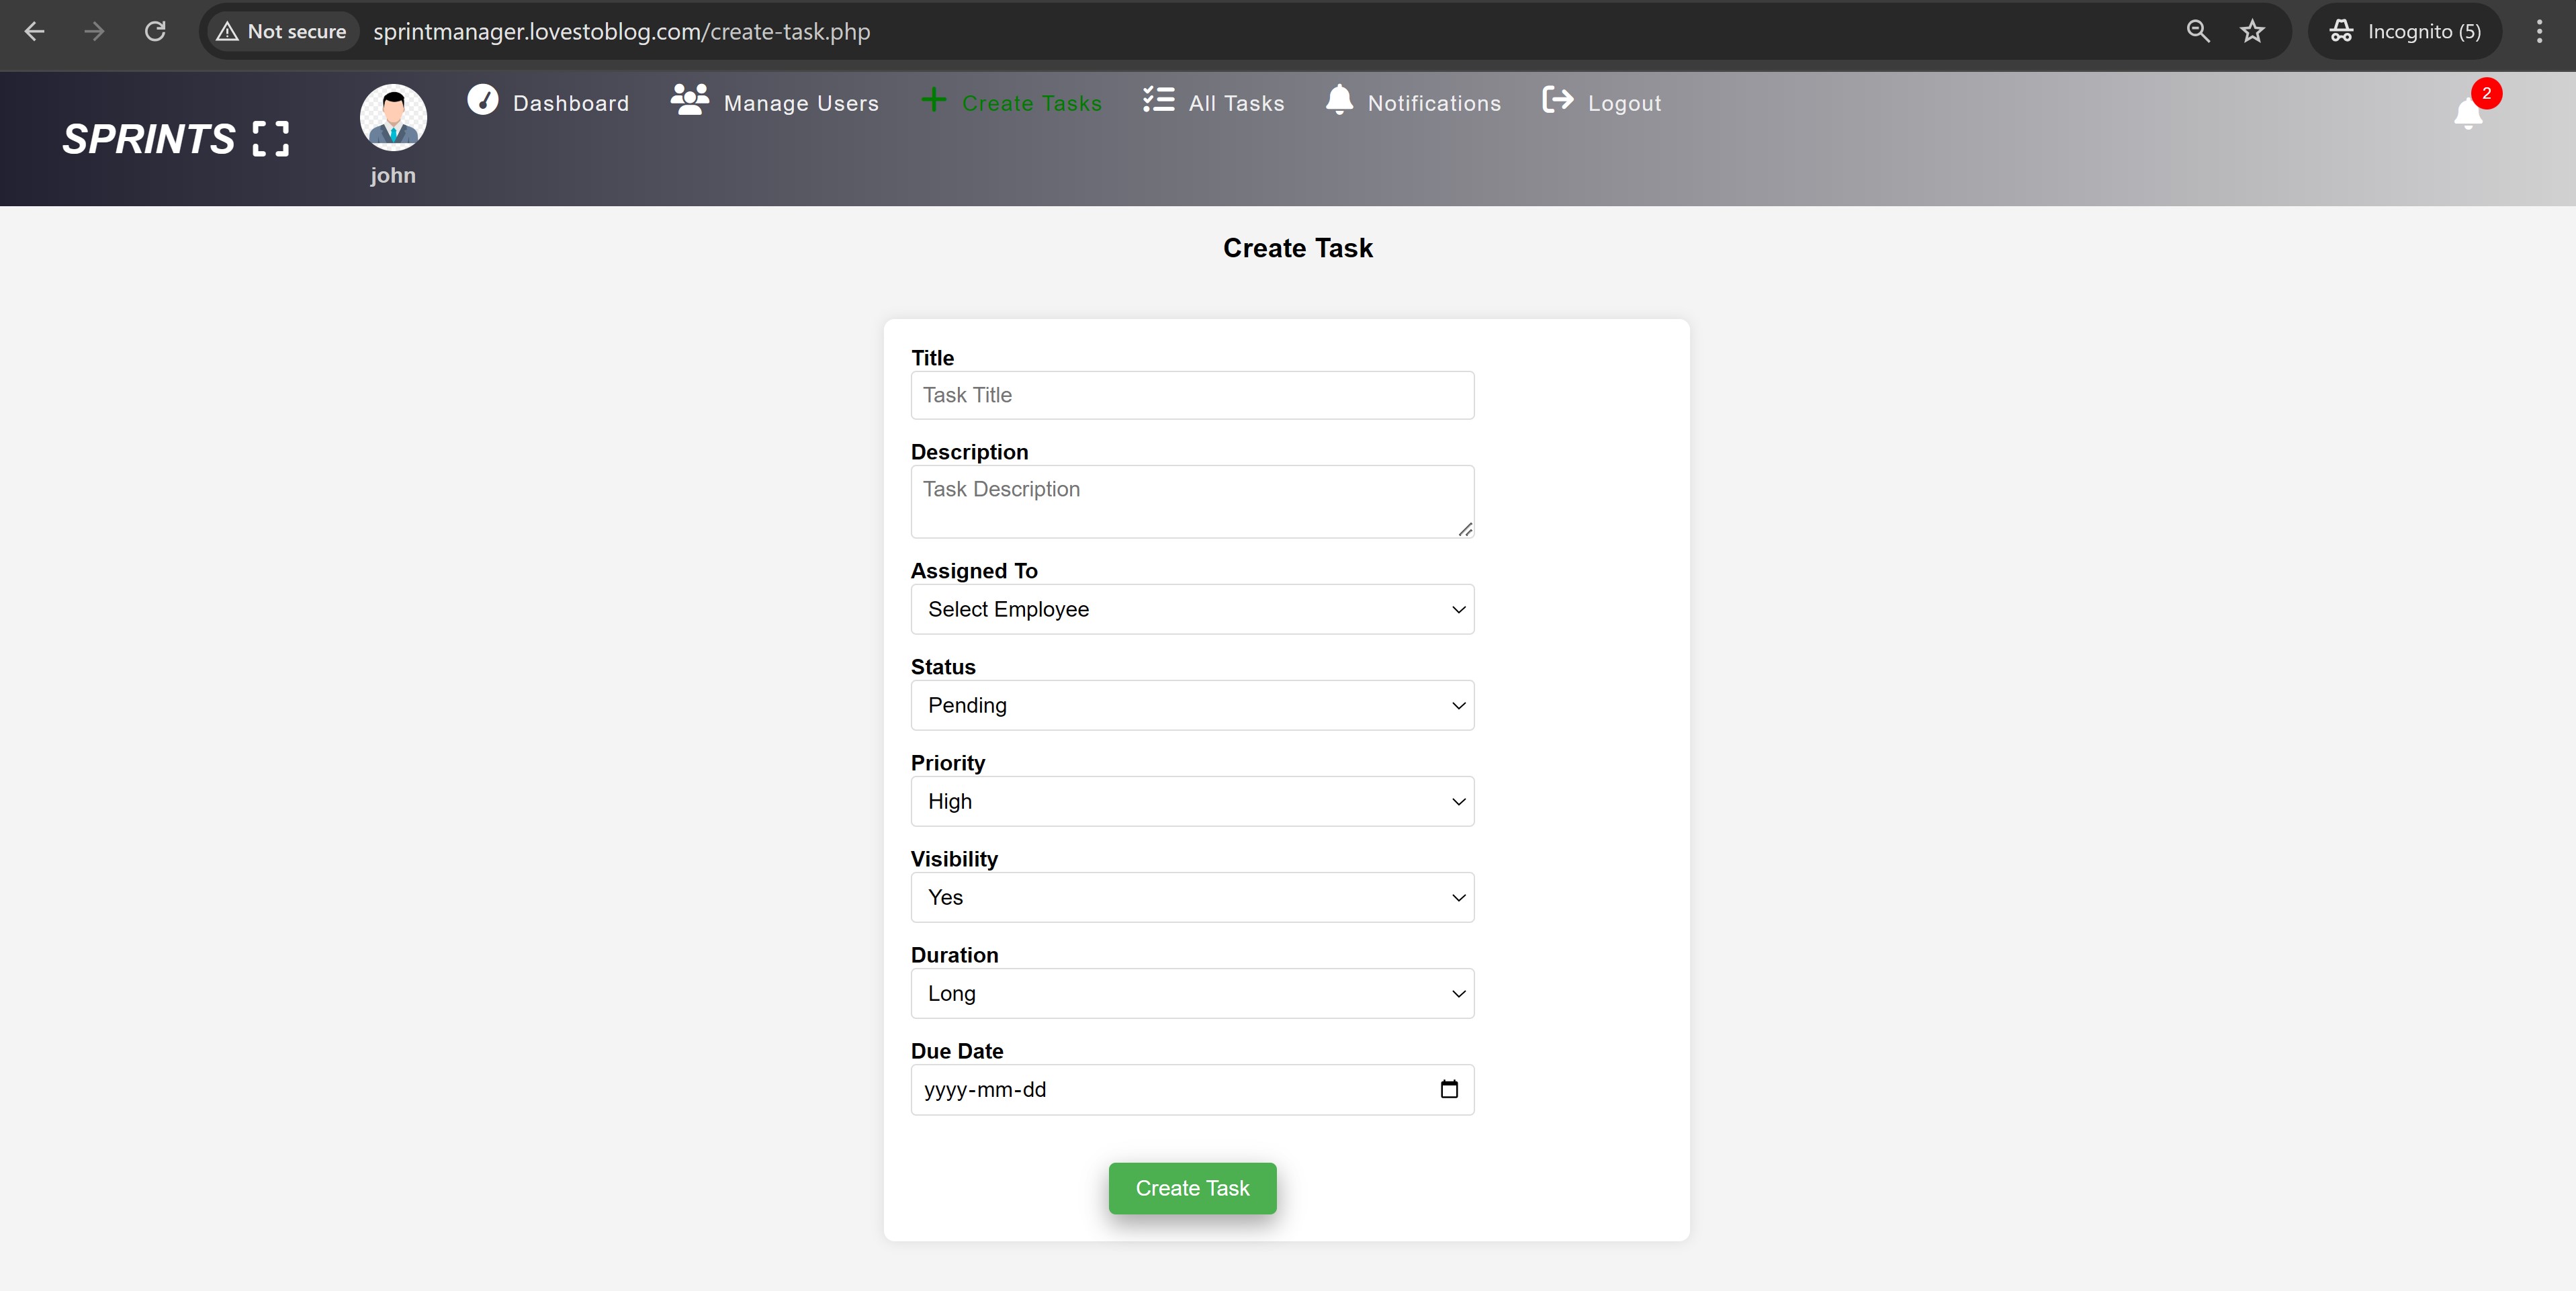 Not secure sprintmanager.lovestoblog.com/create-task.php Incognito (5)
SPRINTS
john
Dashboard Manage Users Create Tasks All Tasks Notifications Logout 2
Create Task
Title
Task Title
Description
Task Description
Assigned To
Select Employee
Status
Pending
Priority
High
Visibility
Yes
Duration
Long
Due Date
yyyy-mm-dd
Create Task